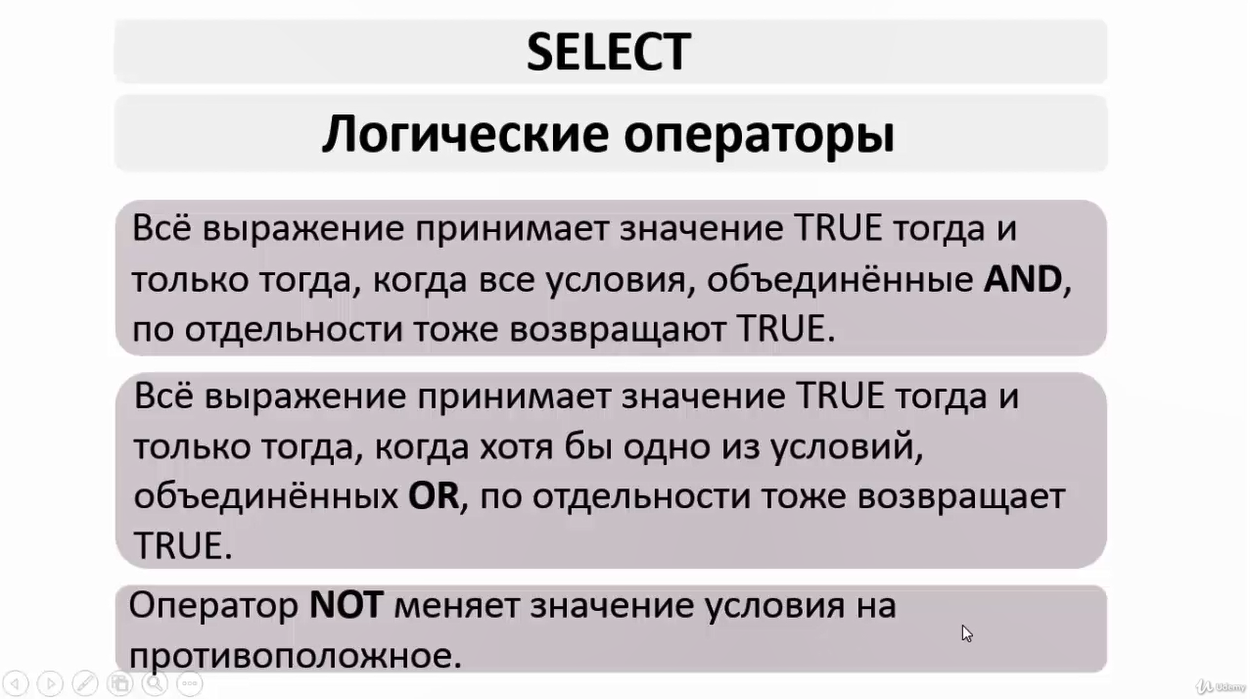 SELECT
Логические операторы
Всё выражение принимает значение TRUE тогда и
только тогда, когда все условия, объединённые AND,
по отдельности тоже возвращают TRUE.
Всё выражение принимает значение TRUE тогда и
только тогда, когда хотя бы одно из условий,
объединённых OR, по отдельности тоже возвращает
TRUE.
Оператор NOT меняет значение условия на
противоположное.
Udemy